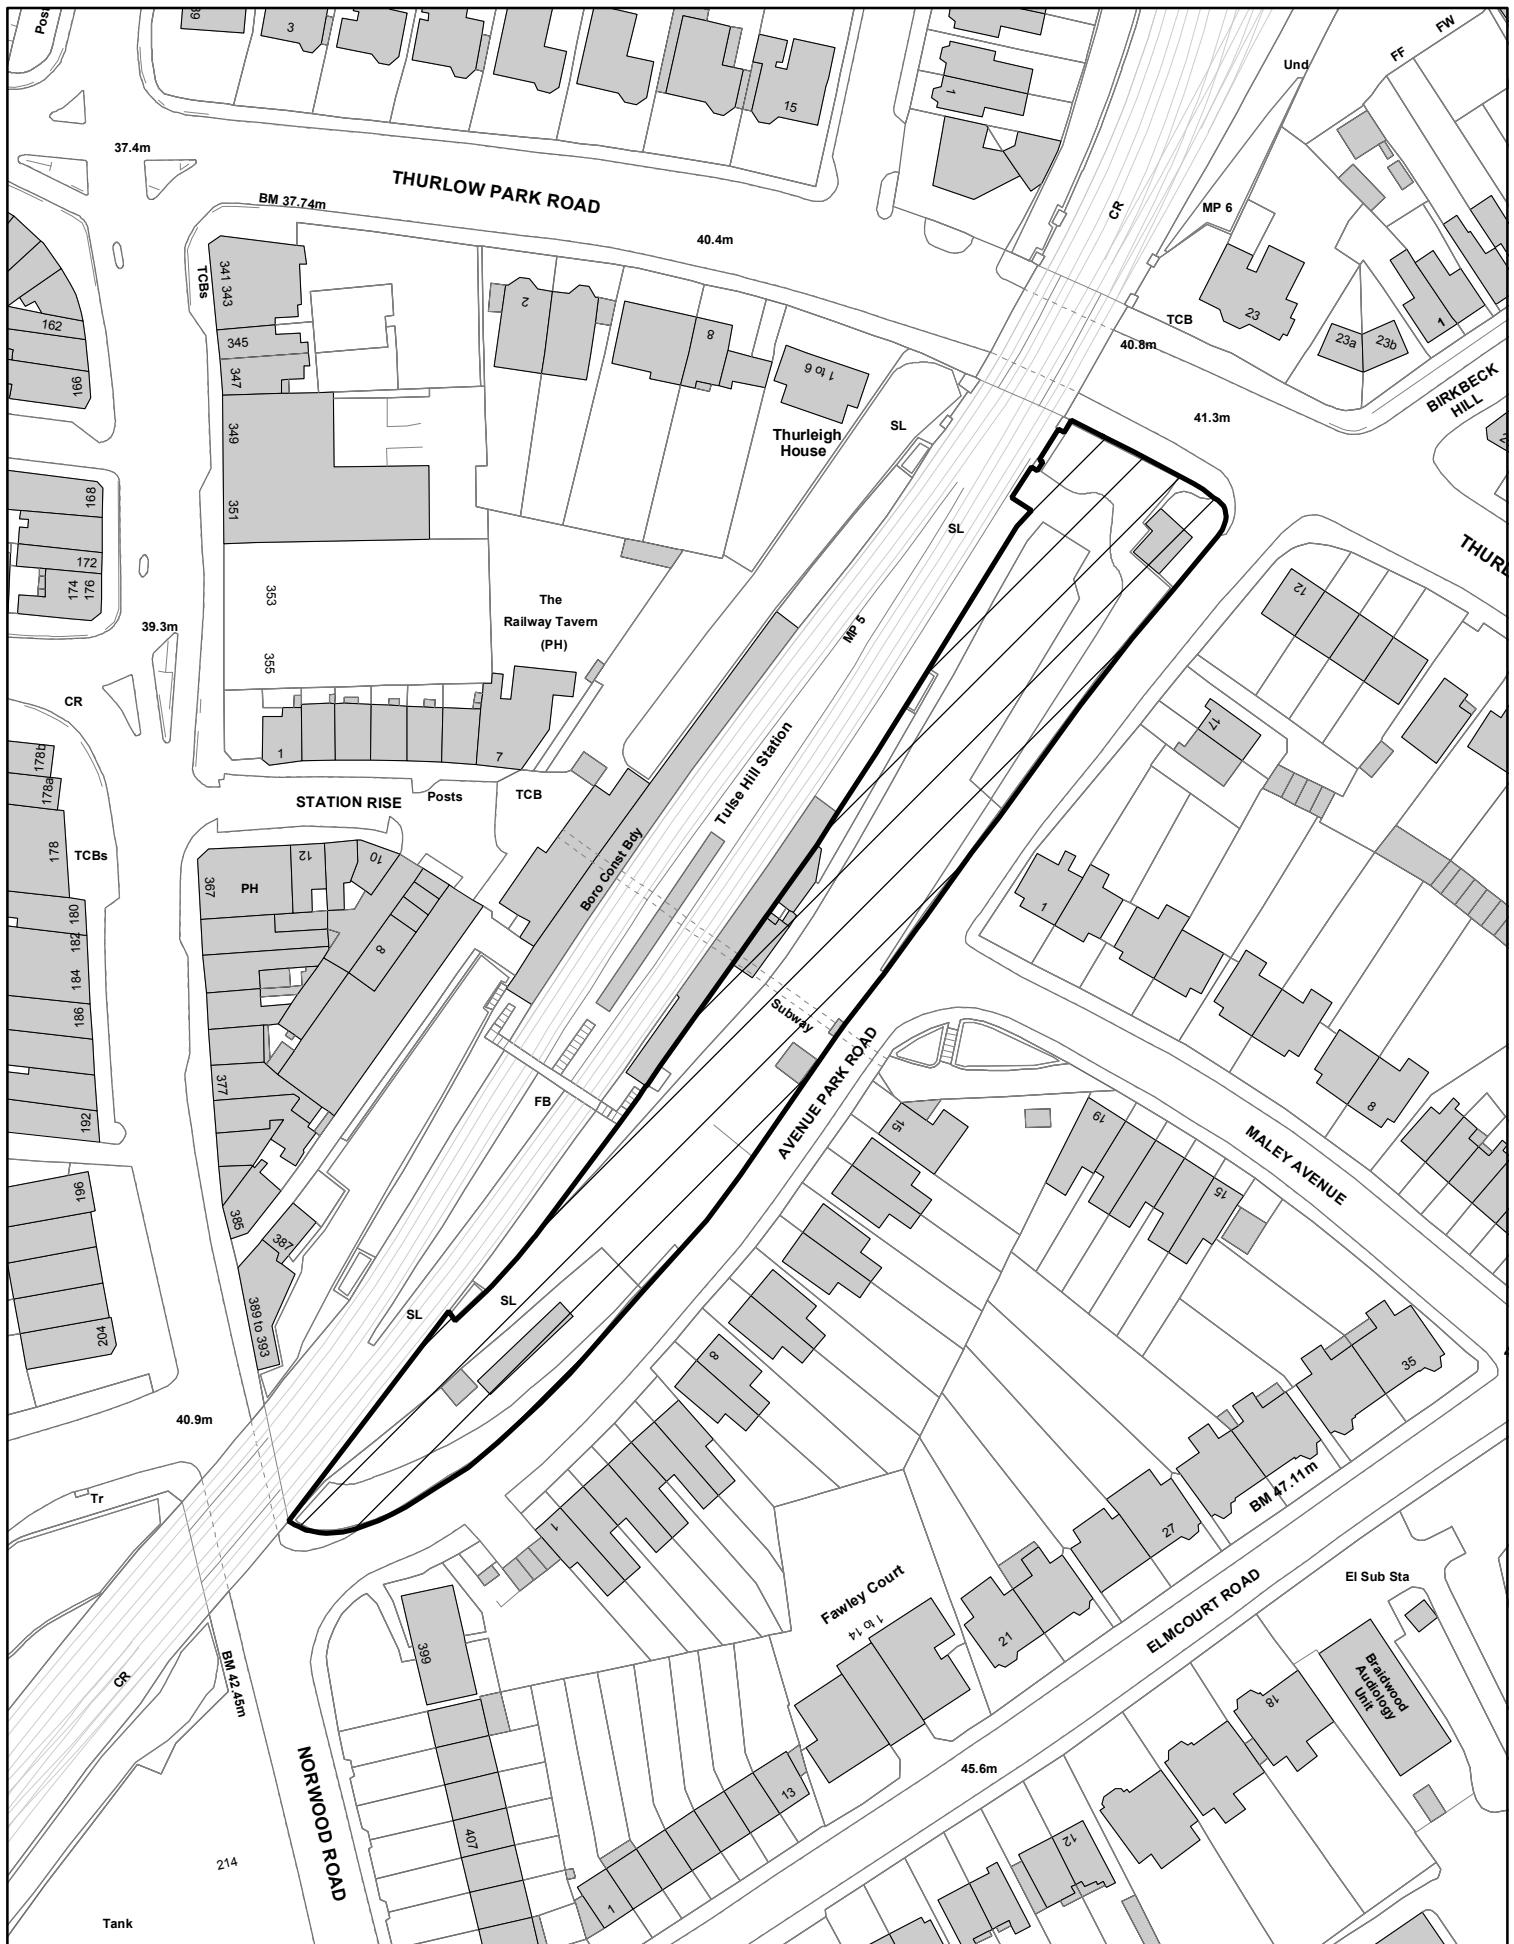 Post
39
3
15
1
Und
FF
FW
37.4m
THURLOW PARK ROAD
BM 37.74m
40.4m
CR
MP 6
TCBs
341 343
345
347
349
351
353
355
2
8
1 to 6
Thurleigh
House
SL
TCB
23
23a
23b
1
40.8m
41.3m
BIRKBECK
HILL
162
166
168
172
174
176
39.3m
CR
The
Railway Tavern
(PH)
MP 5
SL
12
17
178b
178a
178
TCBs
180
182
184
186
192
196
204
1
7
STATION RISE
Posts
TCB
Tulse Hill Station
Boro Const Bdy
367
PH
12
10
8
377
385
387
389 to 393
FB
Subway
AVENUE PARK ROAD
1
8
15
19
15
MALEY AVENUE
SL
SL
8
35
40.9m
Tr
1
BM 47.11m
27
21
Fawley Court
1 to 14
ELMCOURT ROAD
El Sub Sta
Braidwood
Audiology
Unit
CR
BM 42.45m
399
18
NORWOOD ROAD
45.6m
407
13
12
214
1
Tank